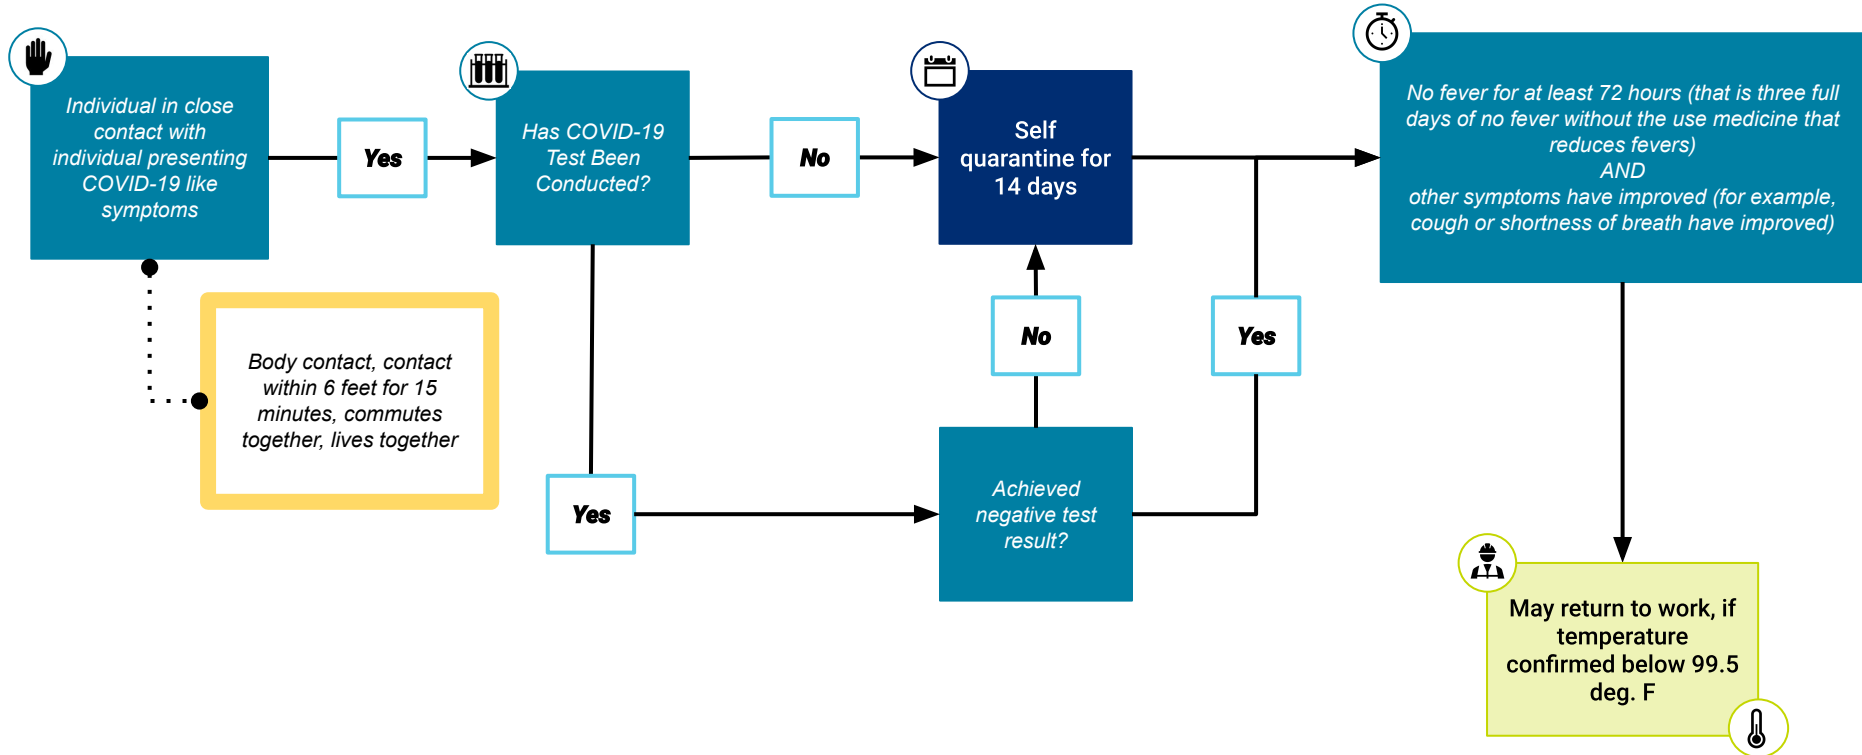 Individual in close
contact with
individual presenting
COVID-19 like
symptoms
Yes
Has COVID-19
Test Been
Conducted?
No
Self
quarantine for
14 days
No fever for at least 72 hours (that is three full
days of no fever without the use medicine that
reduces fevers)
AND
other symptoms have improved (for example,
cough or shortness of breath have improved)
Body contact, contact
within 6 feet for 15
minutes, commutes
together, lives together
No
Yes
Yes
Achieved
negative test
result?
May return to work, if
temperature
confirmed below 99.5
deg. F